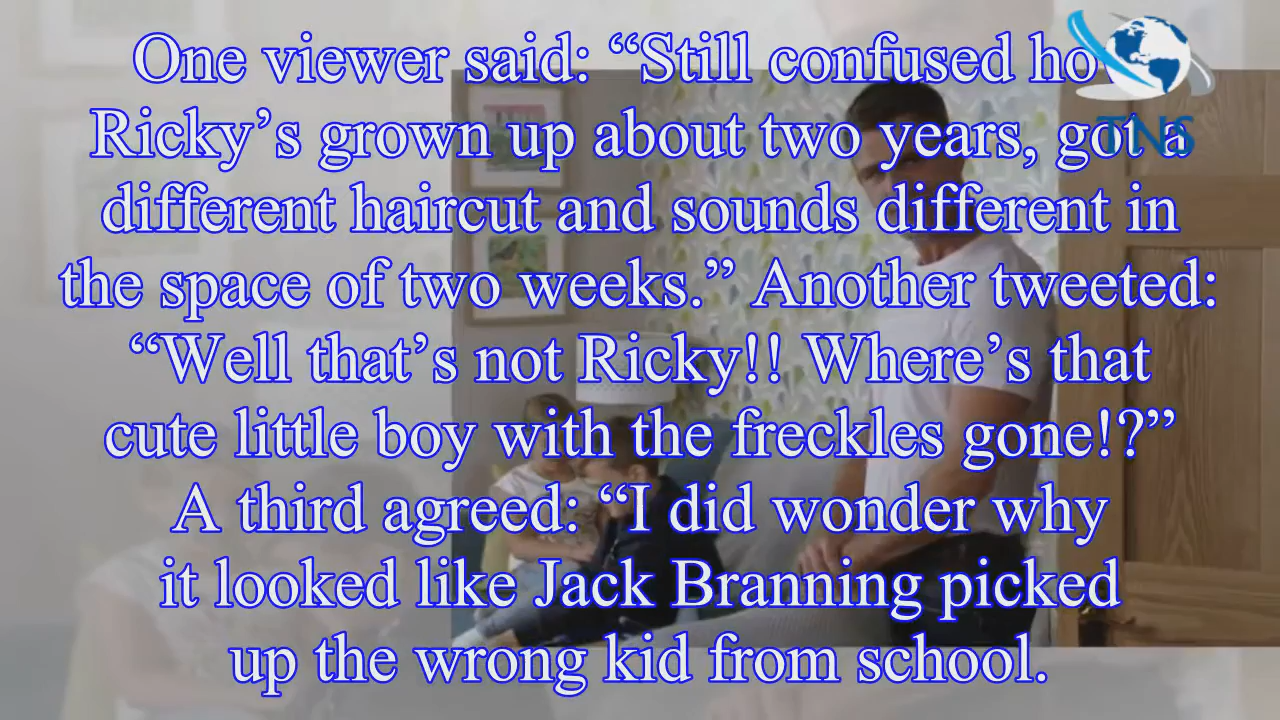 One viewer said: “Still confused ho
Ricky’s grown up about two years, got a
different haircut and sounds different in
the space of two weeks.” Another tweeted:
“Well that’s not Ricky!! Where’s that
cute little boy with the freckles gone!?”
A third agreed: “I did wonder why
it looked like Jack Branning picked
up the wrong kid from school.
TNS